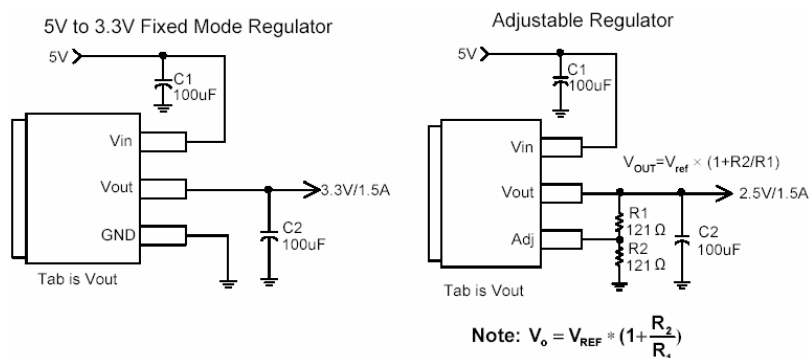 5V to 3.3V Fixed Mode Regulator
5V
C1
100uF
Vin
Vout
3.3V/1.5A
GND
C2
100uF
Tab is Vout
Adjustable Regulator
5V
C1
100uF
Vin
VOUT=Vref × (1+R2/R1)
Vout
2.5V/1.5A
R1
121 Ω
Adj
R2
121 Ω
C2
100uF
Tab is Vout
Note: Vo = VREF * (1+ R2/R1)